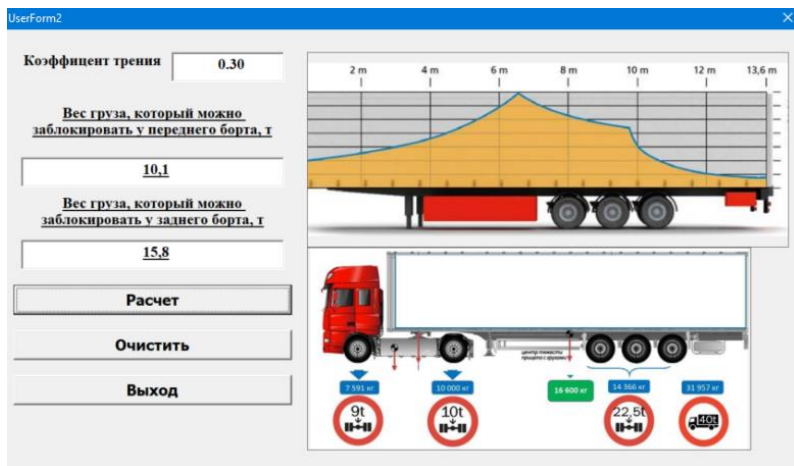 UserForm2
Коэффицент трения
0.30
Вес груза, который можно
заблокировать у переднего борта, т
10,1
Вес груза, который можно
заблокировать у заднего борта, т
15,8
Расчет
Очистить
Выход
2 m 4 m 6 m 8 m 10 m 12 m 13,6 m
центр тяжести
7 591 кг 10 000 кг 16 600 кг 14 366 кг 31 957 кг
9t 10t 22,5t 40t